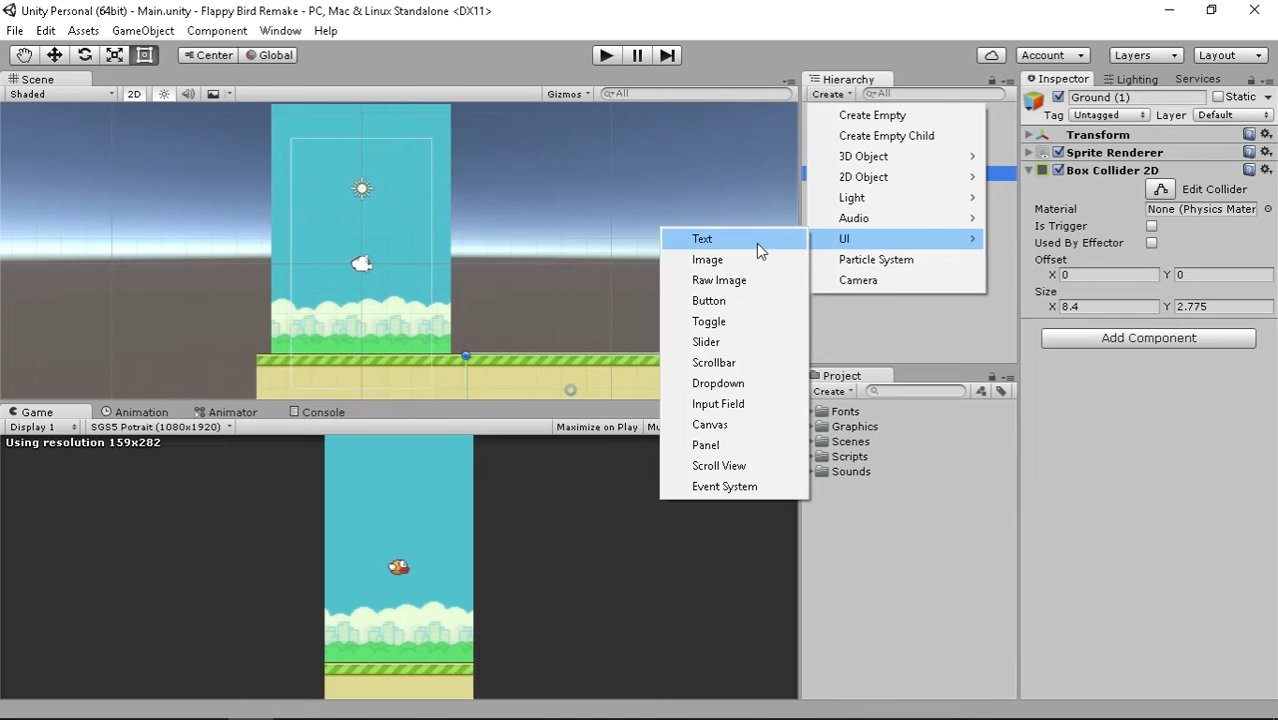 Unity Personal (64bit) - Main.unity - Flappy Bird Remake - PC, Mac & Linux Standalone <DX11>
File Edit Assets GameObject Component Window Help
Center Global Account Layers Layout
Scene
Shaded 2D Gizmos All
Hierarchy
Create All
Create Empty
Create Empty Child
3D Object
2D Object
Light
Audio
UI
Particle System
Camera
Text
Image
Raw Image
Button
Toggle
Slider
Scrollbar
Dropdown
Input Field
Canvas
Panel
Scroll View
Event System
Inspector Lighting Services
Ground (1) Static
Tag Untagged Layer Default
Transform
Sprite Renderer
Box Collider 2D
Edit Collider
Material None (Physics Mater
Is Trigger
Used By Effector
Offset
X 0 Y 0
Size
X 8.4 Y 2.775
Add Component
Project
Create
Fonts
Graphics
Scenes
Scripts
Sounds
Game Animation Animator Console
Display 1 SGS5 Potrait (1080x1920) Maximize on Play Mu
Using resolution 159x282